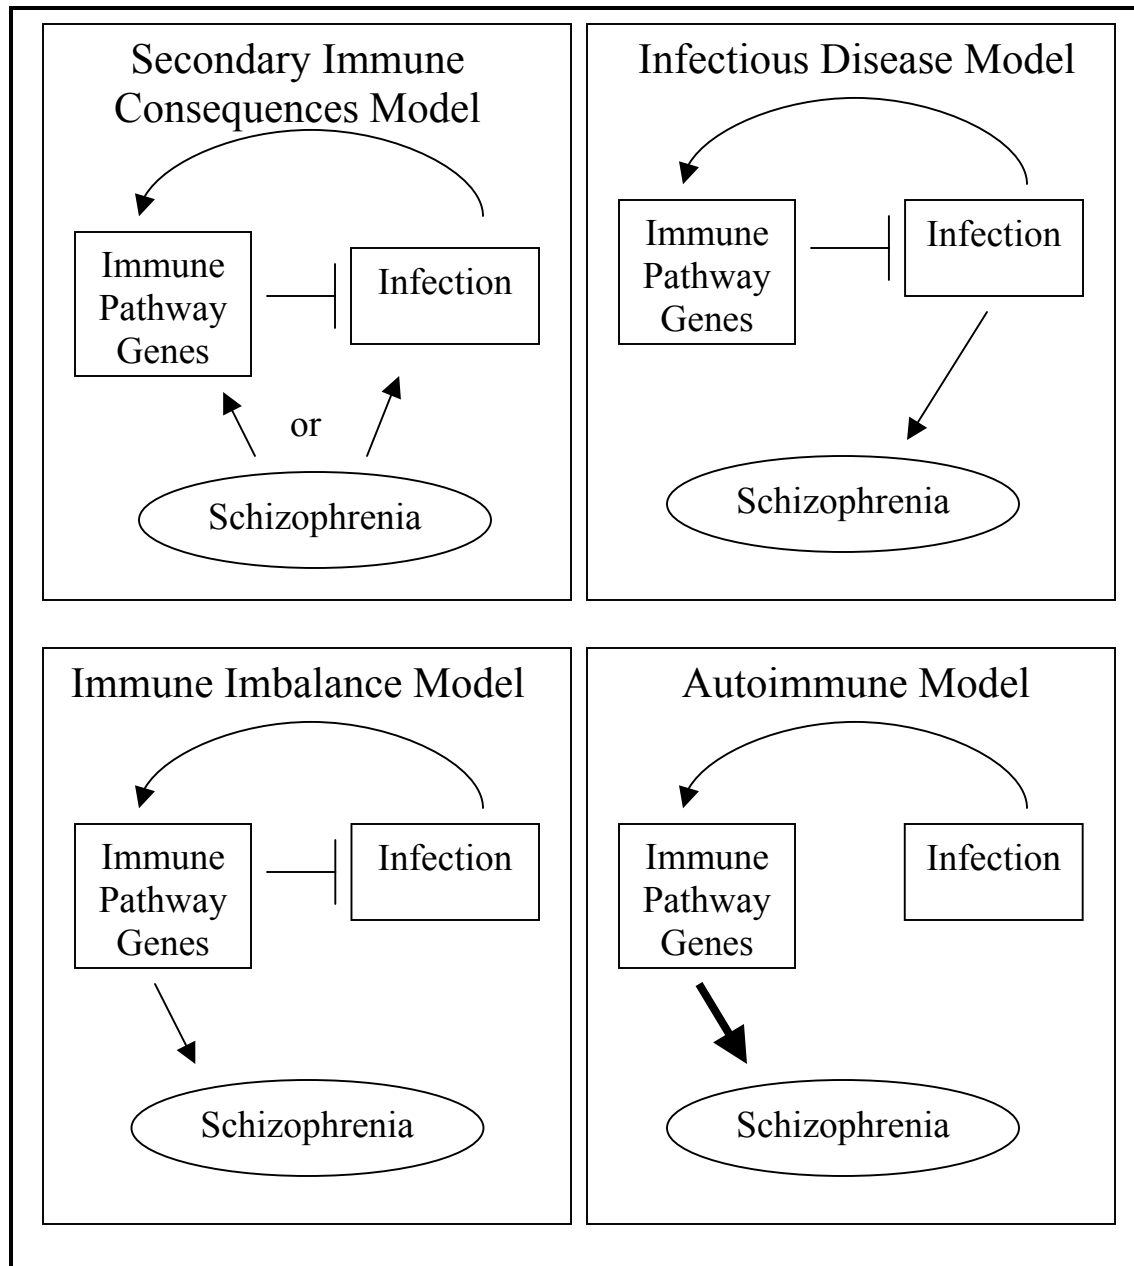 Secondary Immune
Consequences Model
Immune
Pathway
Genes
Infection
or
Schizophrenia
Infectious Disease Model
Immune
Pathway
Genes
Infection
Schizophrenia
Immune Imbalance Model
Immune
Pathway
Genes
Infection
Schizophrenia
Autoimmune Model
Immune
Pathway
Genes
Infection
Schizophrenia